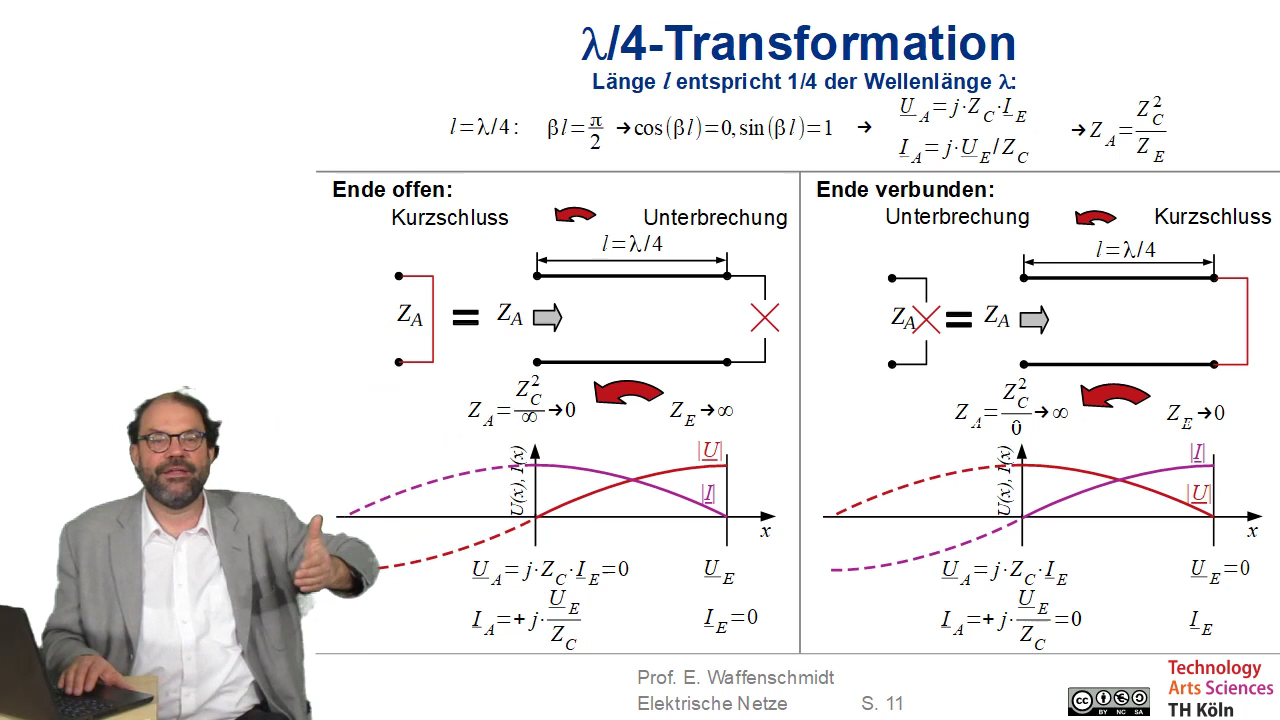 λ/4-Transformation
Länge l entspricht 1/4 der Wellenlänge λ:
l=λ/4: βl=π/2 →cos(βl)=0,sin(βl)=1 → U_A=j·Z_C·I_E →Z_A=Z_C²/Z_E
I_A=j·U_E/Z_C
Ende offen:
Kurzschluss Unterbrechung
l=λ/4
Z_A = Z_A
Z_A=Z_C²/∞→0 Z_E→∞
U(x), I(x) |U| |I| x
U_A=j·Z_C·I_E=0 U_E
I_A=+j·U_E/Z_C I_E=0
Ende verbunden:
Unterbrechung Kurzschluss
l=λ/4
Z_A = Z_A
Z_A=Z_C²/0→∞ Z_E→0
U(x), I(x) |I| |U| x
U_A=j·Z_C·I_E U_E=0
I_A=+j·U_E/Z_C=0 I_E
Prof. E. Waffenschmidt
Elektrische Netze S. 11
cc BY NC SA
Technology
Arts Sciences
TH Köln